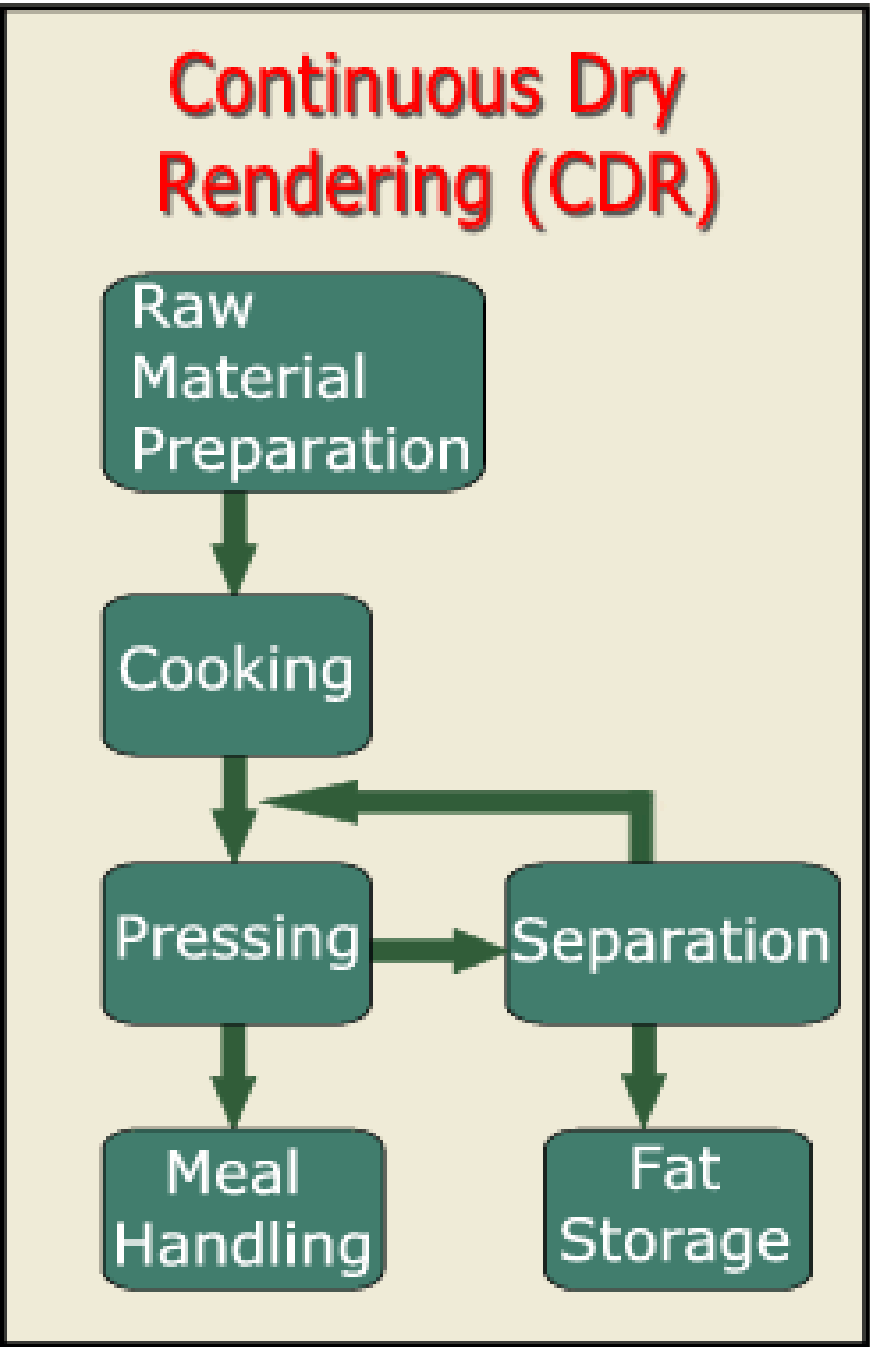 Continuous Dry
Rendering (CDR)
Raw
Material
Preparation
Cooking
Pressing
Separation
Meal
Handling
Fat
Storage